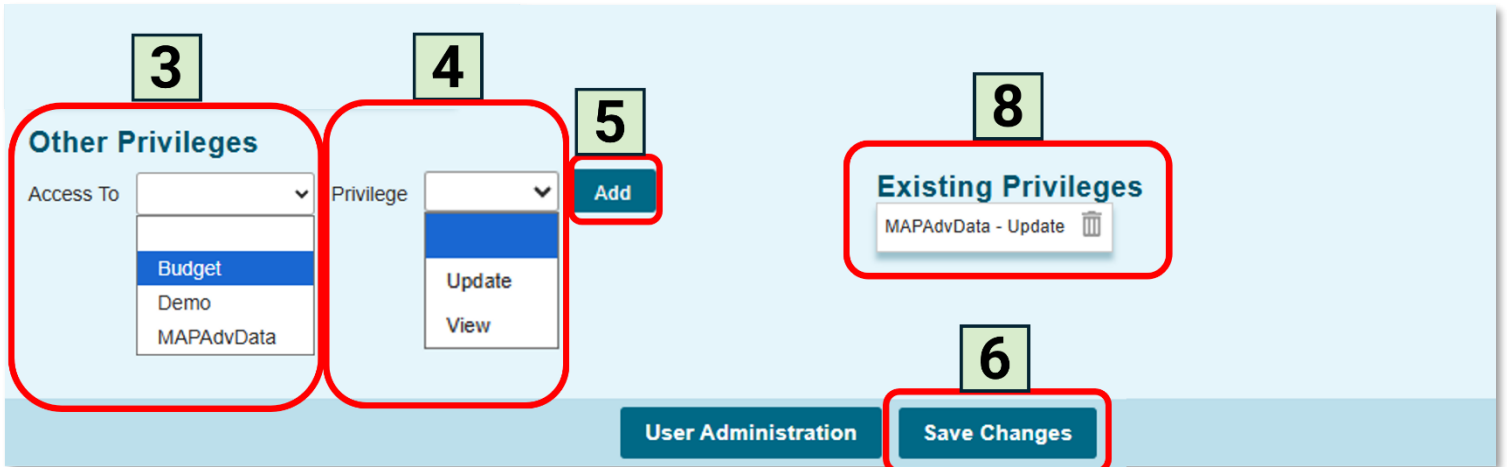 3
4
5
8
Other Privileges
Access To
Privilege
Add
Budget
Demo
MAPAdvData
Update
View
Existing Privileges
MAPAdvData - Update
6
User Administration
Save Changes